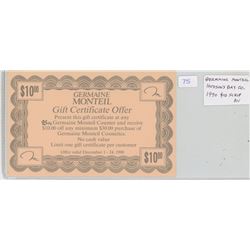 $10.00
GERMAINE
MONTEIL
Gift Certificate Offer
Present this gift certificate at any
Bay Germaine Monteil Counter and receive
$10.00 off any minimum $30.00 purchase of
Germaine Monteil Cosmetics.
No cash value
Limit one gift certificate per customer
Offer valid December 1 - 24, 1990
$10.00
75
GERMAINE MONTEIL
HUDSON'S BAY CO.
1990 $10 SCRIP
AU